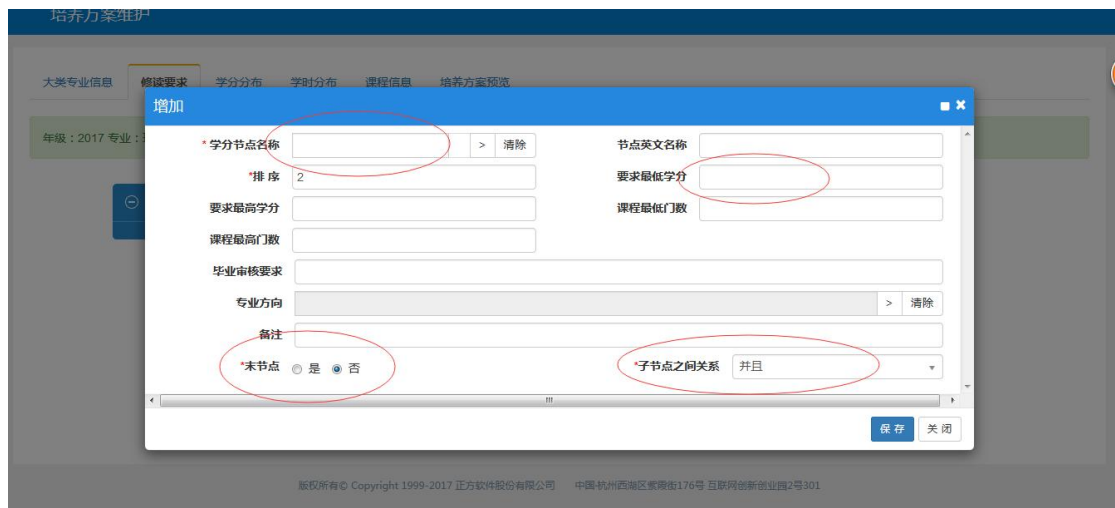 培养方案维护
大类专业信息 修读要求 学分分布 学时分布 课程信息 培养方案预览
增加
年级：2017 专业：
* 学分节点名称 > 清除 节点英文名称
*排 序 2 要求最低学分
要求最高学分 课程最低门数
课程最高门数
毕业审核要求
专业方向 > 清除
备注
*末节点 是 否 *子节点之间关系 并且
保 存 关 闭
版权所有© Copyright 1999-2017 正方软件股份有限公司 中国·杭州西湖区紫霞街176号 互联网创新创业园2号301